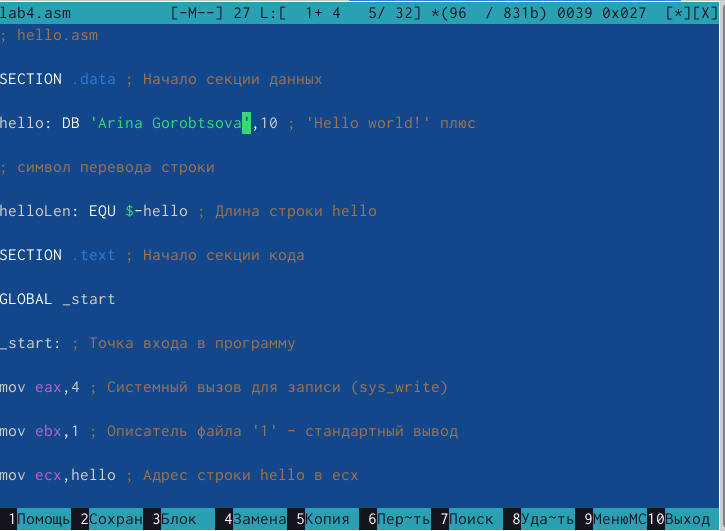 lab4.asm [-M--] 27 L:[ 1+ 4 5/ 32] *(96 / 831b) 0039 0x027 [*][X]
; hello.asm
SECTION .data ; Начало секции данных
hello: DB 'Arina Gorobtsova',10 ; 'Hello world!' плюс
; символ перевода строки
helloLen: EQU $-hello ; Длина строки hello
SECTION .text ; Начало секции кода
GLOBAL _start
_start: ; Точка входа в программу
mov eax,4 ; Системный вызов для записи (sys_write)
mov ebx,1 ; Описатель файла '1' - стандартный вывод
mov ecx,hello ; Адрес строки hello в ecx
1Помощь 2Сохран 3Блок 4Замена 5Копия 6Пер~ть 7Поиск 8Уда~ть 9МенюMC 10Выход